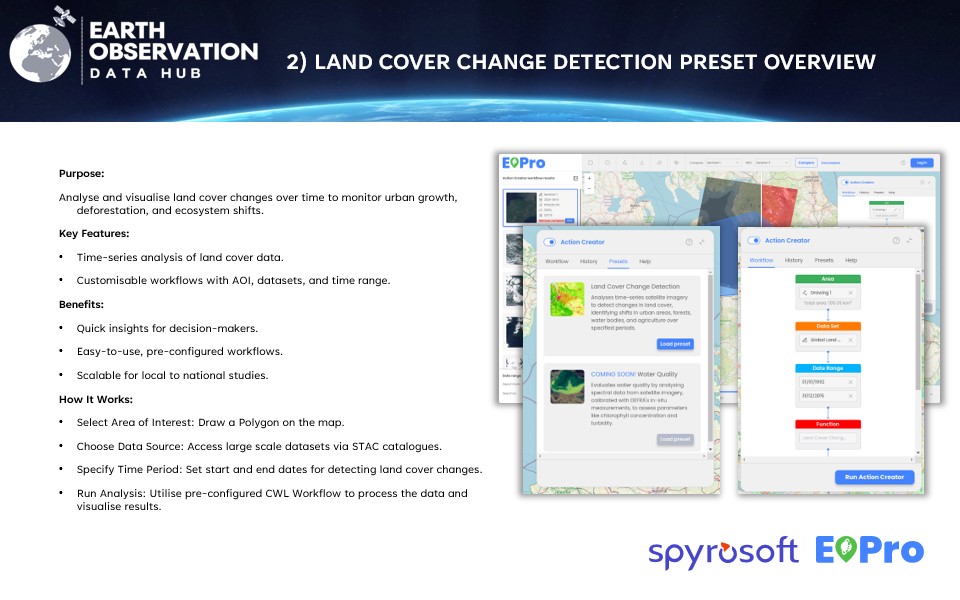 EARTH
OBSERVATION
DATA HUB
2) LAND COVER CHANGE DETECTION PRESET OVERVIEW
Purpose:
Analyse and visualise land cover changes over time to monitor urban growth,
deforestation, and ecosystem shifts.
Key Features:
• Time-series analysis of land cover data.
• Customisable workflows with AOI, datasets, and time range.
Benefits:
• Quick insights for decision-makers.
• Easy-to-use, pre-configured workflows.
• Scalable for local to national studies.
How It Works:
• Select Area of Interest: Draw a Polygon on the map.
• Choose Data Source: Access large scale datasets via STAC catalogues.
• Specify Time Period: Set start and end dates for detecting land cover changes.
• Run Analysis: Utilise pre-configured CWL Workflow to process the data and
visualise results.
EOPro
Action Creator
Workflow History Presets Help
Land Cover Change Detection
Analyses time-series satellite imagery
to detect changes in land cover,
identifying shifts in urban areas, forests,
water bodies, and agriculture over
specified periods.
Load preset
COMING SOON! Water Quality
Evaluates water quality by analysing
spectral data from satellite imagery,
calibrated with DEFRA's in-situ
measurements, to assess parameters
like chlorophyll concentration and
turbidity.
Load preset
Action Creator
Workflow History Presets Help
Area
Drawing 1
Data Set
Global Land ...
Date Range
01/01/1992
31/12/2015
Function
Land Cover Chang...
Run Action Creator
spyrosoft
EOPro